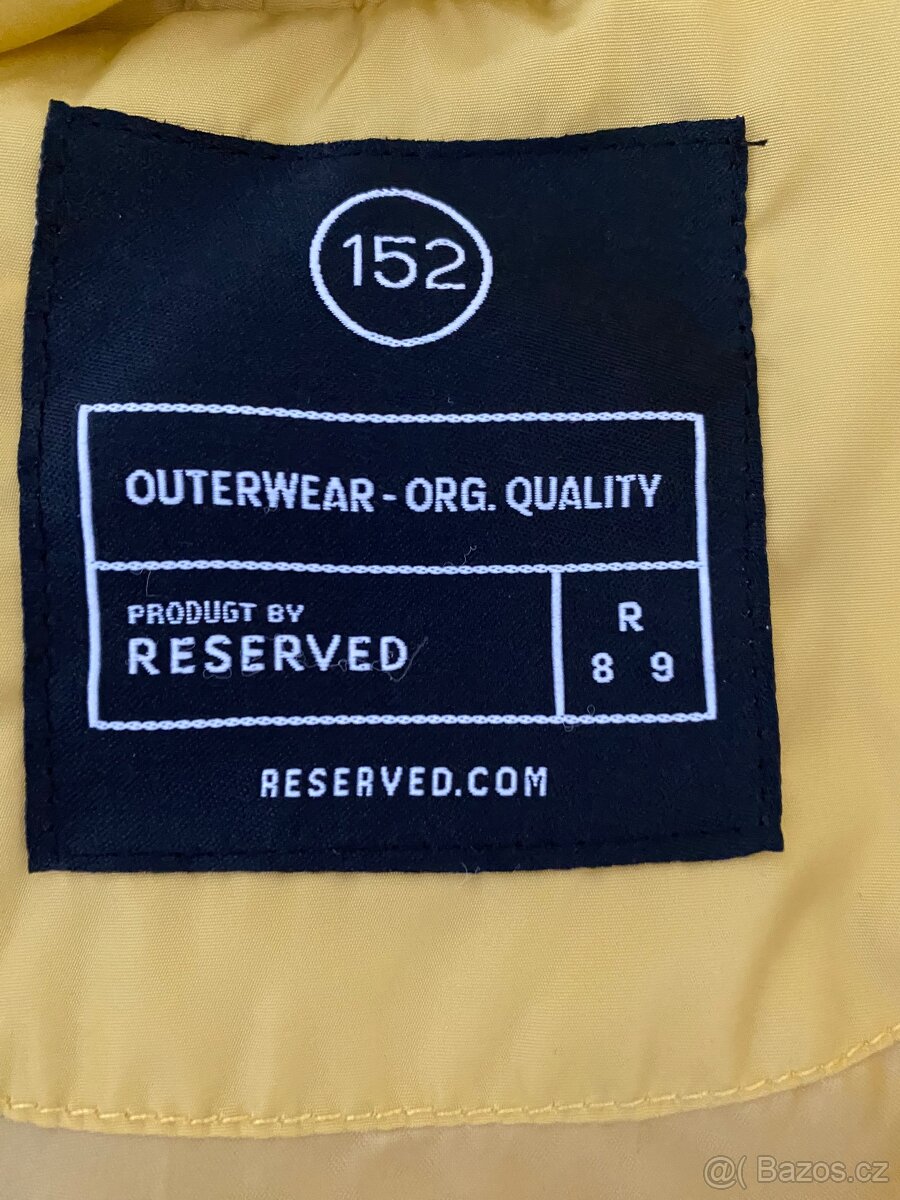 152
OUTERWEAR - ORG. QUALITY
PRODUGT BY
RESERVED
R
8 9
RESERVED.COM
@( Bazos.cz